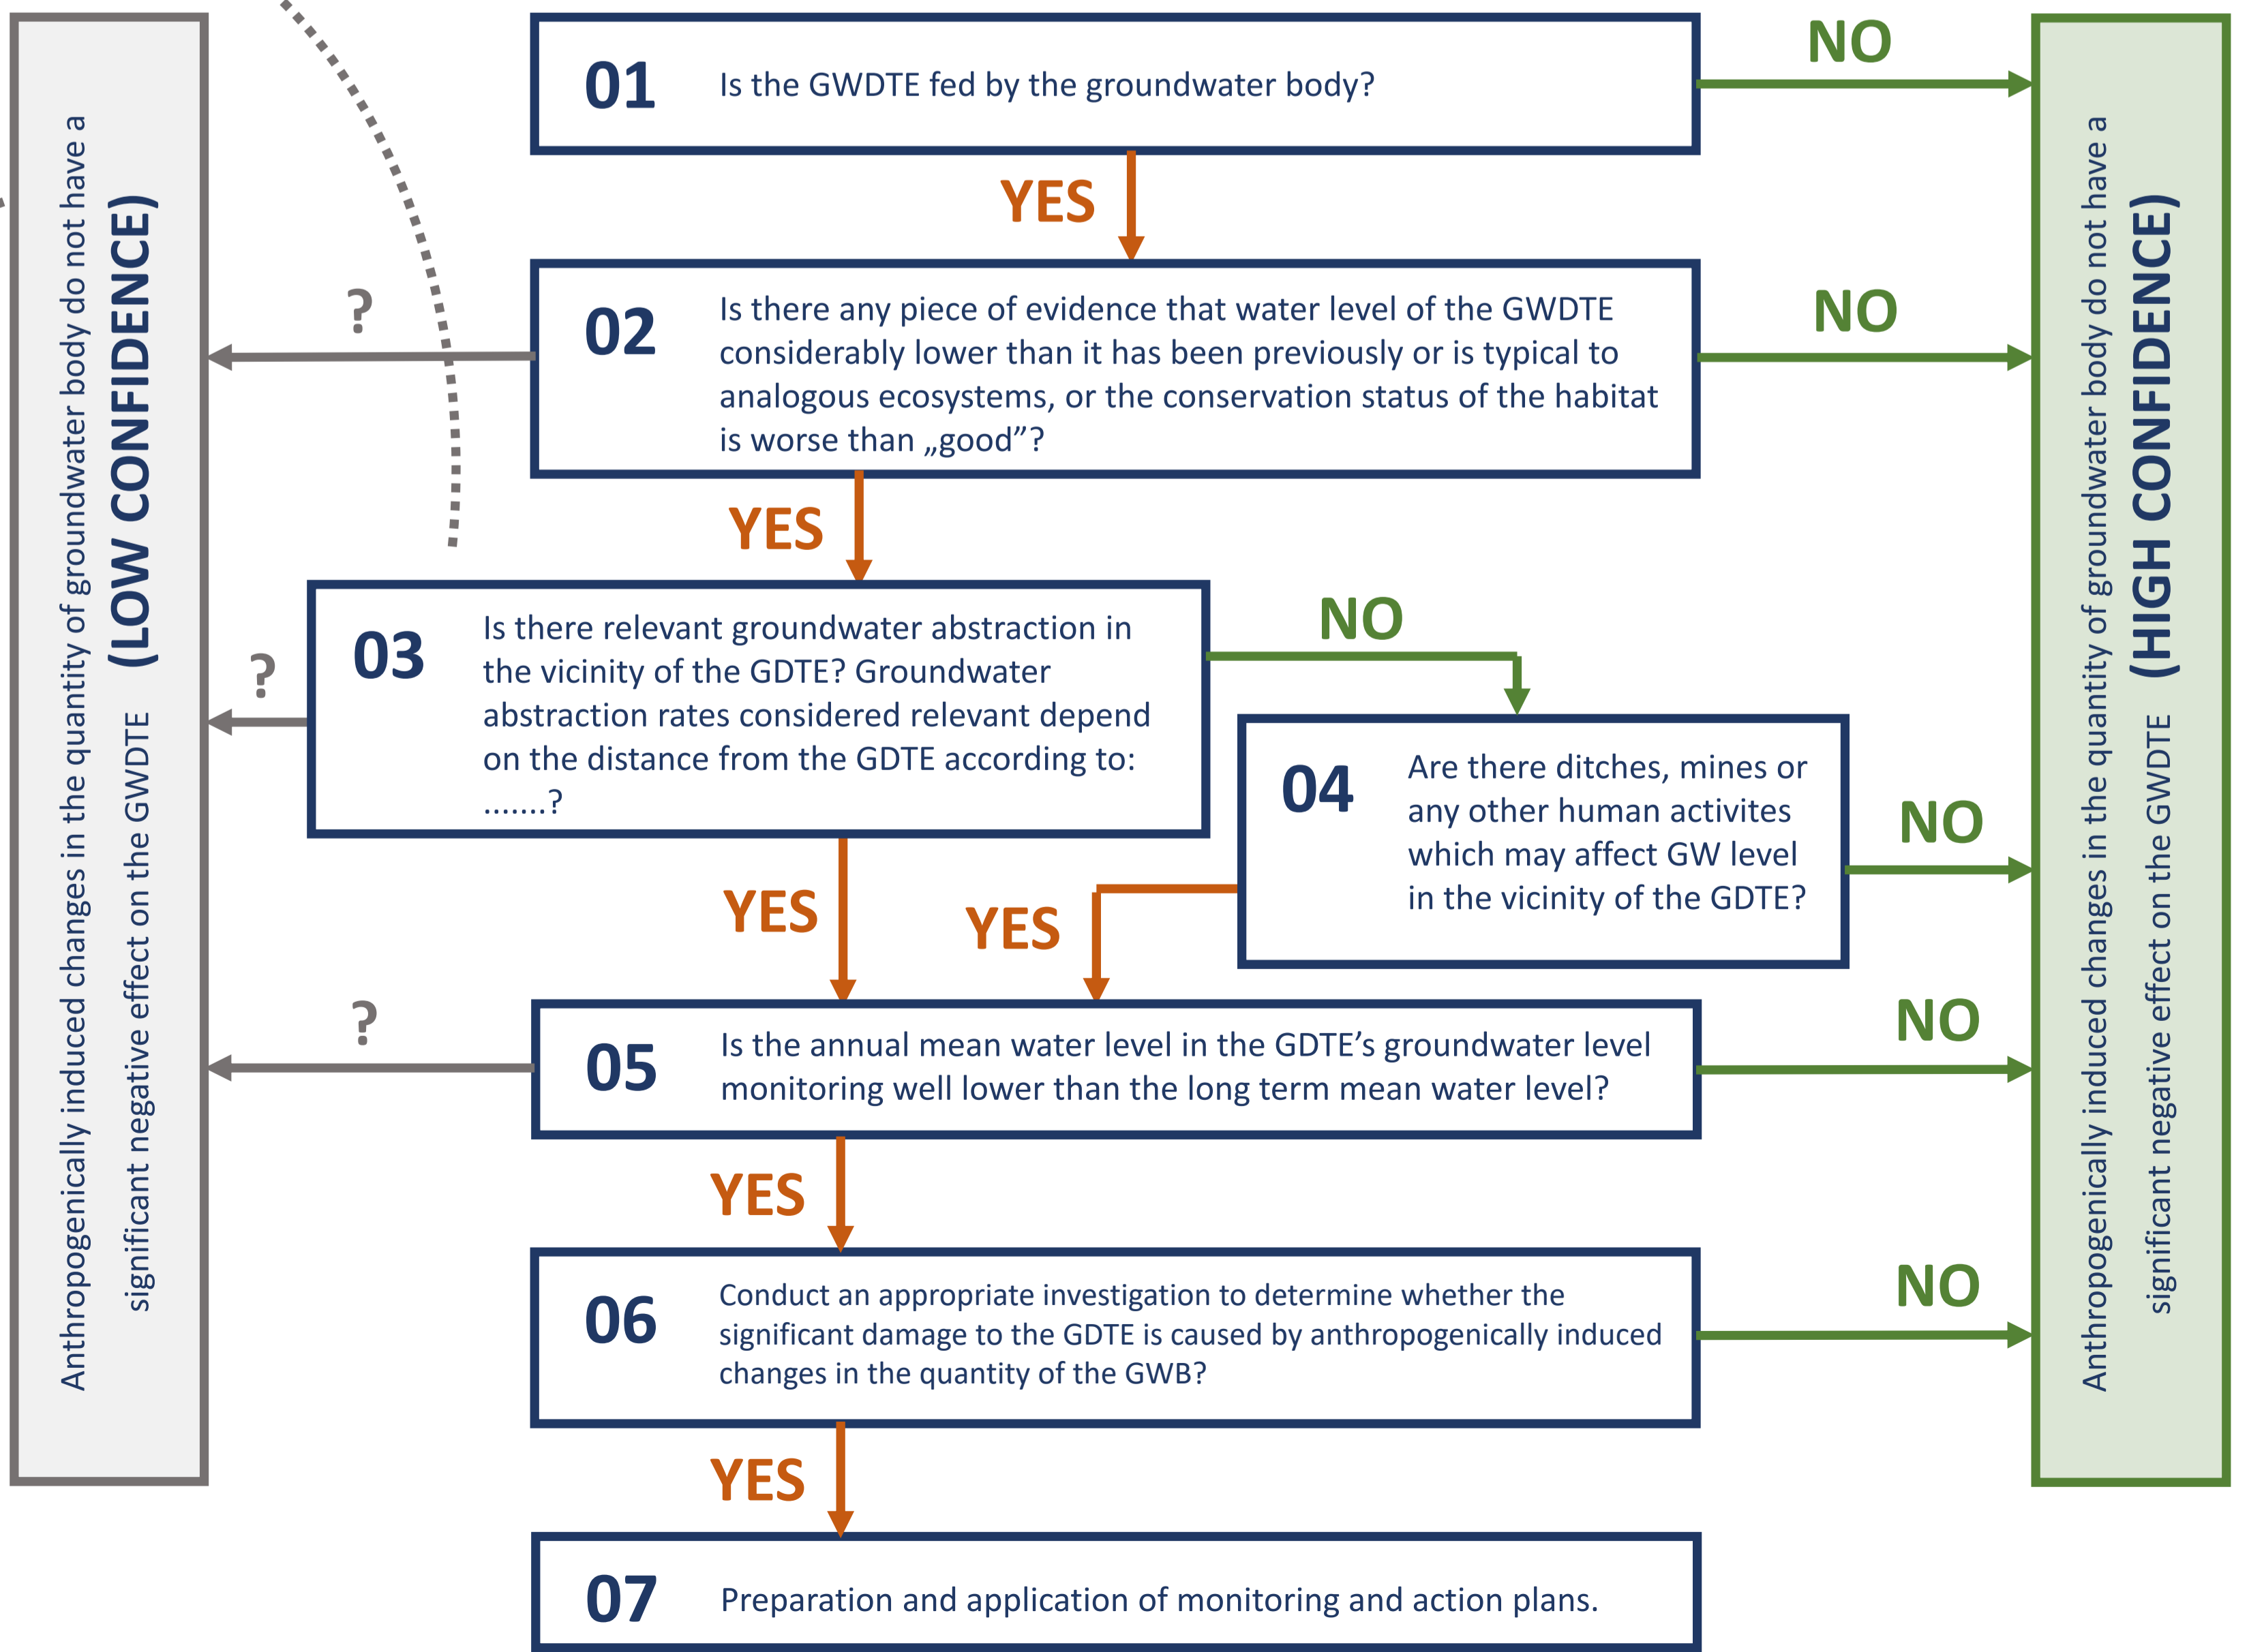 01 Is the GWDTE fed by the groundwater body?
NO
YES
02 Is there any piece of evidence that water level of the GWDTE
considerably lower than it has been previously or is typical to
analogous ecosystems, or the conservation status of the habitat
is worse than „good”?
?
NO
YES
03 Is there relevant groundwater abstraction in
the vicinity of the GDTE? Groundwater
abstraction rates considered relevant depend
on the distance from the GDTE according to:
.......?
?
NO
04 Are there ditches, mines or
any other human activites
which may affect GW level
in the vicinity of the GDTE?
NO
YES
YES
05 Is the annual mean water level in the GDTE’s groundwater level
monitoring well lower than the long term mean water level?
?
NO
YES
06 Conduct an appropriate investigation to determine whether the
significant damage to the GDTE is caused by anthropogenically induced
changes in the quantity of the GWB?
NO
YES
07 Preparation and application of monitoring and action plans.
Anthropogenically induced changes in the quantity of groundwater body do not have a
significant negative effect on the GWDTE (LOW CONFIDENCE)
Anthropogenically induced changes in the quantity of groundwater body do not have a
significant negative effect on the GWDTE (HIGH CONFIDENCE)